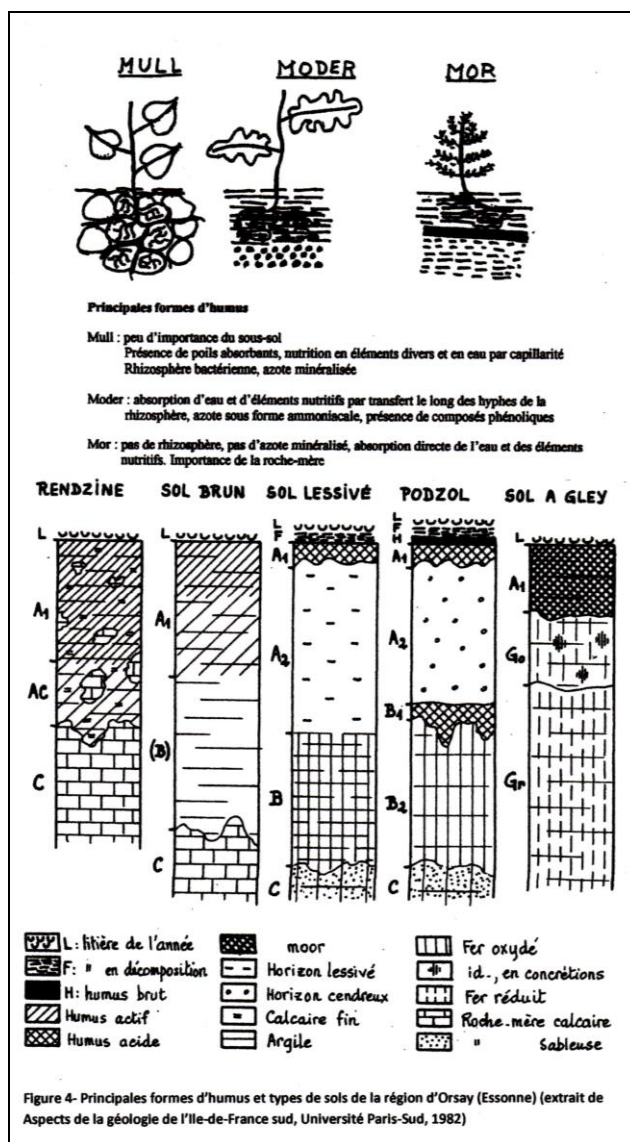 MULL MODER MOR
Principales formes d'humus
Mull : peu d'importance du sous-sol
Présence de poils absorbants, nutrition en éléments divers et en eau par capillarité
Rhizosphère bactérienne, azote minéralisée
Moder : absorption d'eau et d'éléments nutritifs par transfert le long des hyphes de la
rhizosphère, azote sous forme ammoniscale, présence de composés phénoliques
Mor : pas de rhizosphère, pas d'azote minéralisé, absorption directe de l'eau et des éléments
nutritifs. Importance de la roche-mère
RENDZINE SOL BRUN SOL LESSIVÉ PODZOL SOL A GLEY
L
A1
AC
C
L
A1
(B)
C
L
F
A1
A2
B
C
L
F
H
A1
A2
B1
B2
C
L
A1
Go
Gr
L: litière de l'année
F: " en décomposition
H: humus brut
Humus actif
Humus acide
moor
Horizon lessivé
Horizon cendreux
Calcaire fin
Argile
Fer oxydé
id., en concrétions
Fer réduit
Roche-mère calcaire
" Sableuse
Figure 4- Principales formes d'humus et types de sols de la région d'Orsay (Essonne) (extrait de
Aspects de la géologie de l'Ile-de-France sud, Université Paris-Sud, 1982)